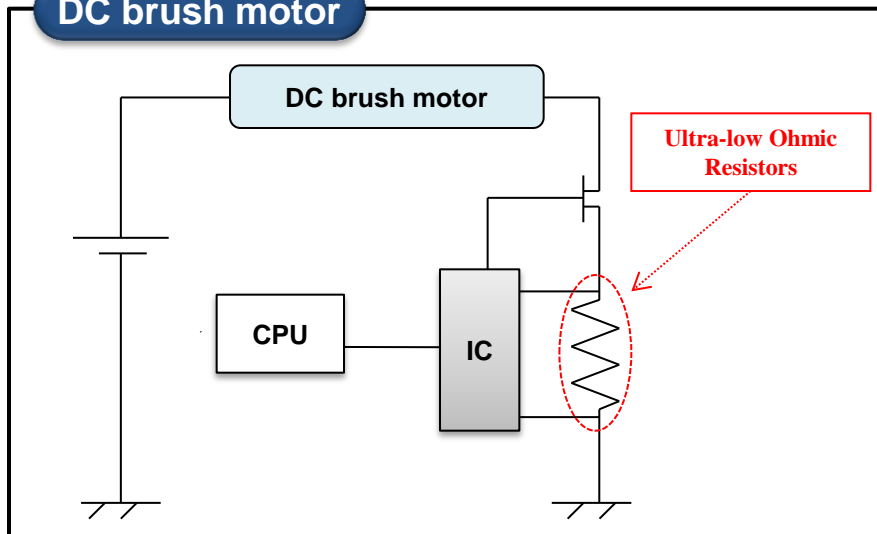 DC brush motor
DC brush motor
Ultra-low Ohmic
Resistors
CPU
IC